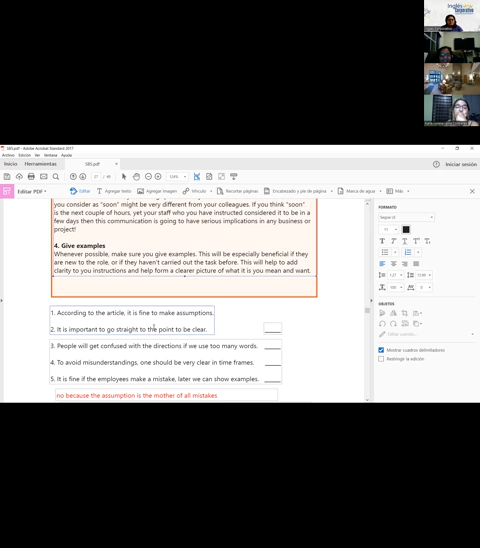 Inglés
Corporativo
SBS.pdf - Adobe Acrobat Standard 2017
Archivo Edición Ver Ventana Ayuda
Inicio Herramientas SBS.pdf × Iniciar sesión
124%
Editar PDF Editar Agregar texto Agregar imagen Vínculo Recortar páginas Encabezado y pie de página Marca de agua Más
you consider as "soon" might be very different from your colleagues. If you think "soon"
is the next couple of hours, yet your staff who you have instructed considered it to be in a
few days then this communication is going to have serious implications in any business or
project!
4. Give examples
Whenever possible, make sure you give examples. This will be especially beneficial if they
are new to the role, or if they haven't carried out the task before. This will help to add
clarity to you instructions and help form a clearer picture of what it is you mean and want.
1. According to the article, it is fine to make assumptions.
2. It is important to go straight to the point to be clear.
3. People will get confused with the directions if we use too many words.
4. To avoid misunderstandings, one should be very clear in time frames.
5. It is fine if the employees make a mistake, later we can show examples.
no because the assumption is the mother of all mistakes
FORMATO
OBJETOS
Editar usando...
Mostrar cuadros delimitadores
Restringir la edición